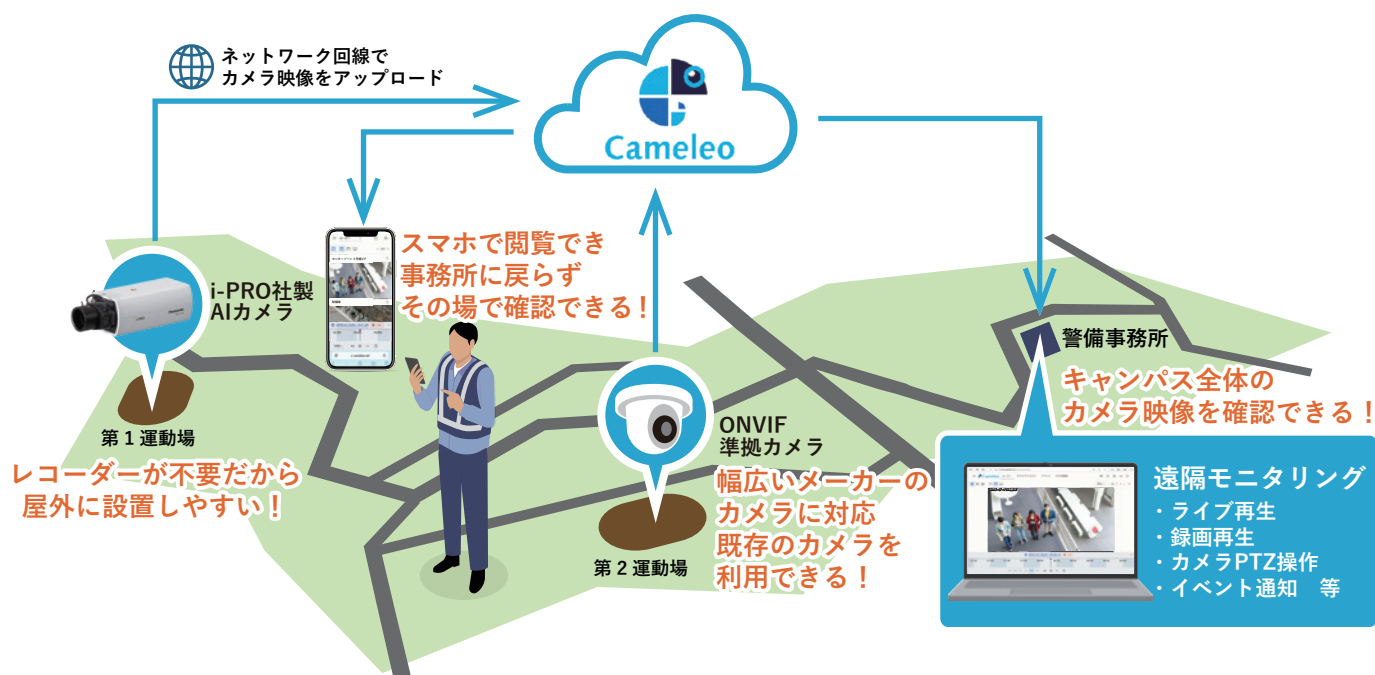 ネットワーク回線で
カメラ映像をアップロード
Cameleo
スマホで閲覧でき
事務所に戻らず
その場で確認できる！
i-PRO社製
AIカメラ
第１運動場
レコーダーが不要だから
屋外に設置しやすい！
ONVIF
準拠カメラ
幅広いメーカーの
カメラに対応
既存のカメラを
利用できる！
第２運動場
警備事務所
キャンパス全体の
カメラ映像を確認できる！
遠隔モニタリング
・ライブ再生
・録画再生
・カメラPTZ操作
・イベント通知　等